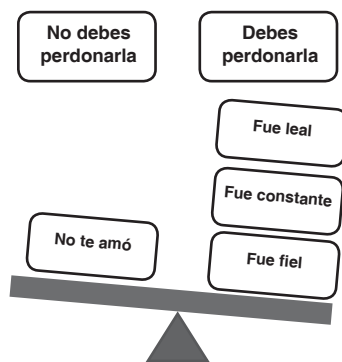 No debes
perdonarla
Debes
perdonarla
Fue leal
Fue constante
No te amó
Fue fiel